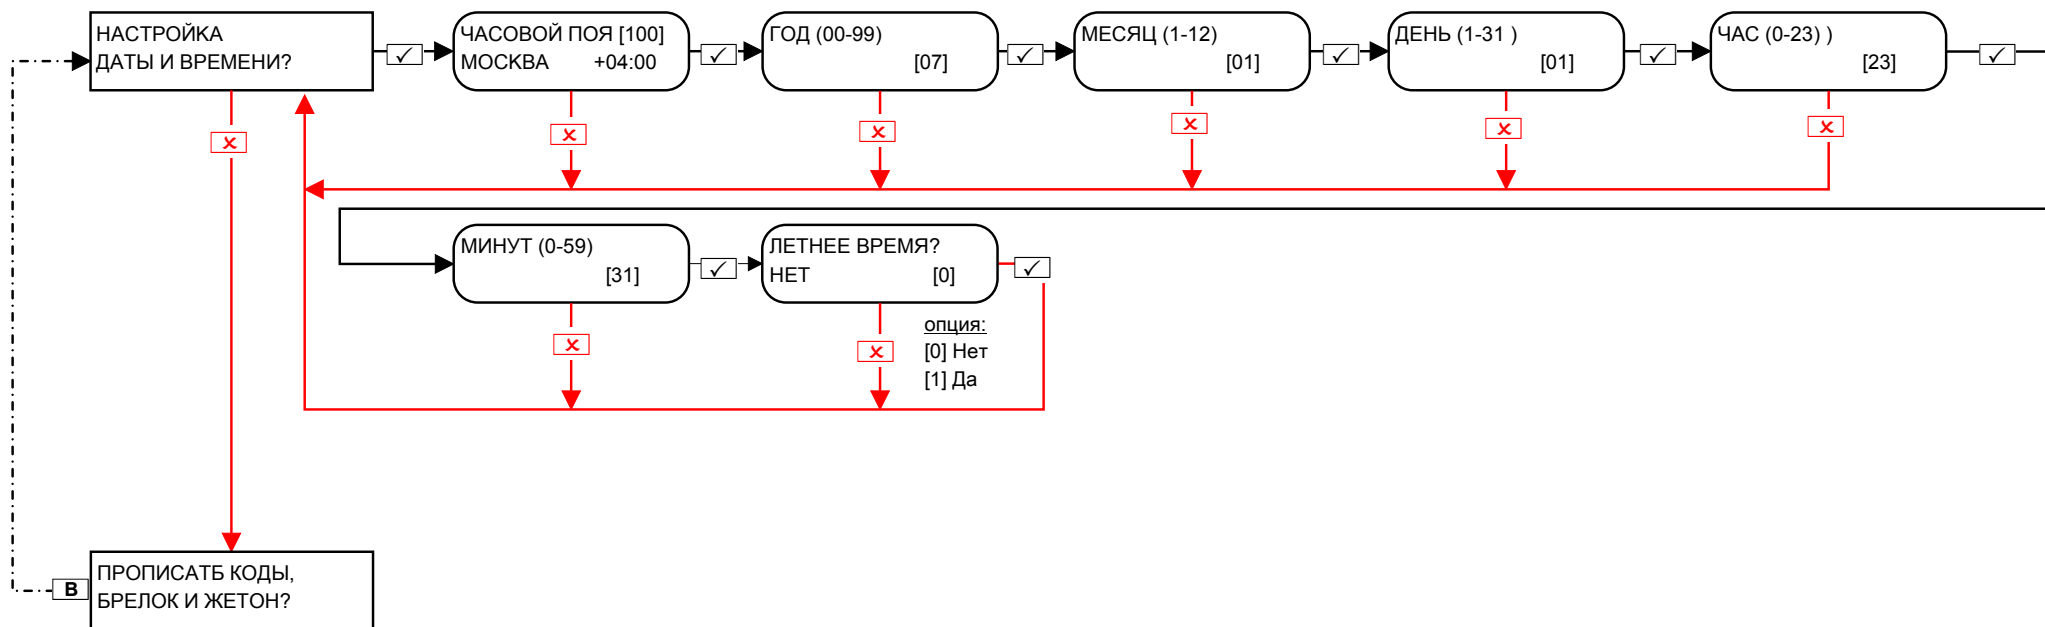 НАСТРОЙКА
ДАТЫ И ВРЕМЕНИ?
ЧАСОВОЙ ПОЯ [100]
МОСКВА +04:00
ГОД (00-99)
[07]
МЕСЯЦ (1-12)
[01]
ДЕНЬ (1-31 )
[01]
ЧАС (0-23) )
[23]
МИНУТ (0-59)
[31]
ЛЕТНЕЕ ВРЕМЯ?
НЕТ [0]
опция:
[0] Нет
[1] Да
B
ПРОПИСАТБ КОДЫ,
БРЕЛОК И ЖЕТОН?